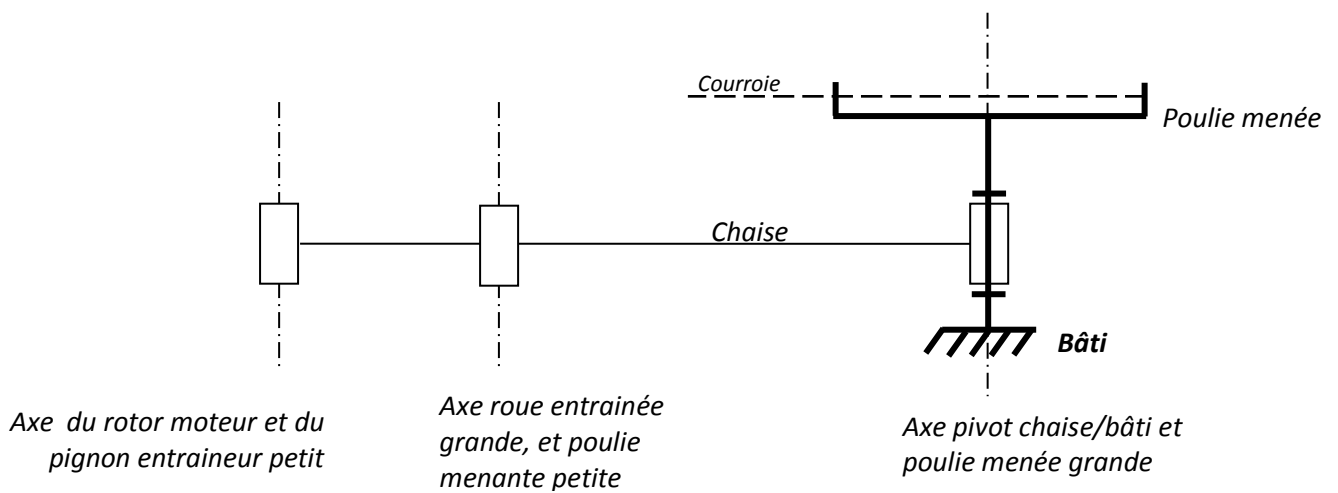 Courroie
Poulie menée
Chaise
Bâti
Axe du rotor moteur et du
pignon entraineur petit
Axe roue entrainée
grande, et poulie
menante petite
Axe pivot chaise/bâti et
poulie menée grande